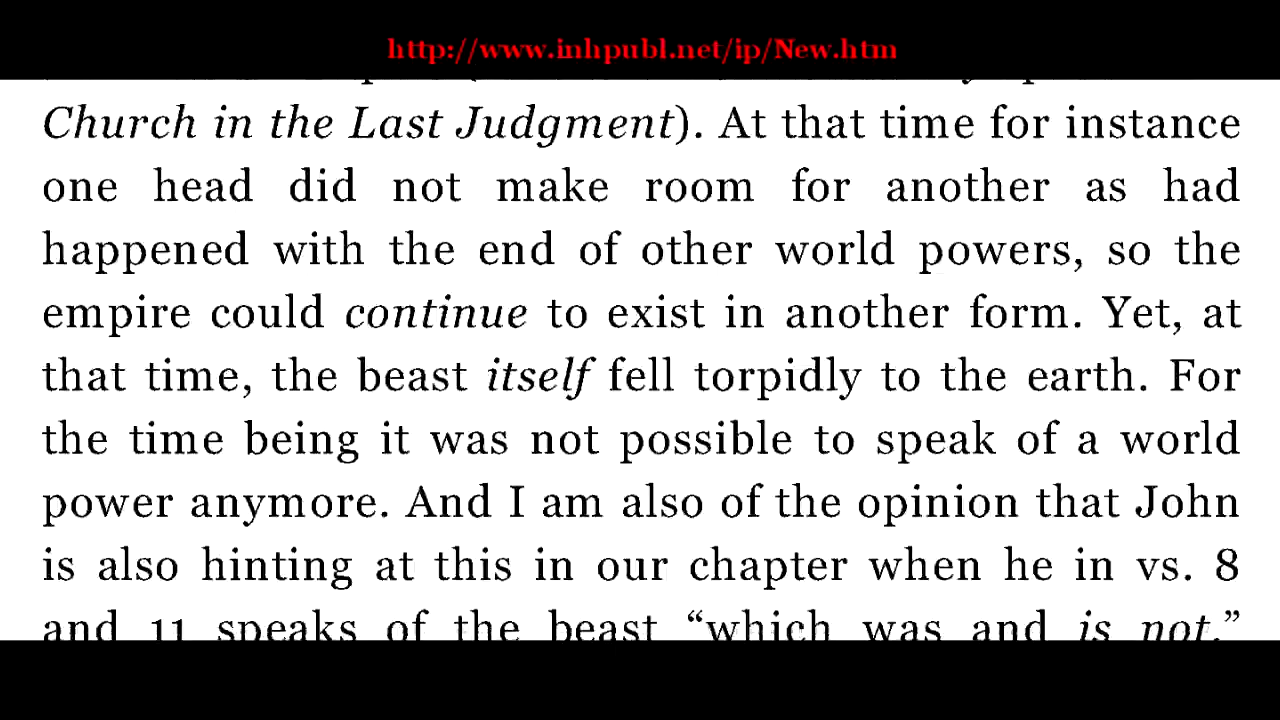 http://www.inhpubl.net/ip/New.htm
Church in the Last Judgment). At that time for instance
one head did not make room for another as had
happened with the end of other world powers, so the
empire could continue to exist in another form. Yet, at
that time, the beast itself fell torpidly to the earth. For
the time being it was not possible to speak of a world
power anymore. And I am also of the opinion that John
is also hinting at this in our chapter when he in vs. 8
and 11 speaks of the beast “which was and is not.”